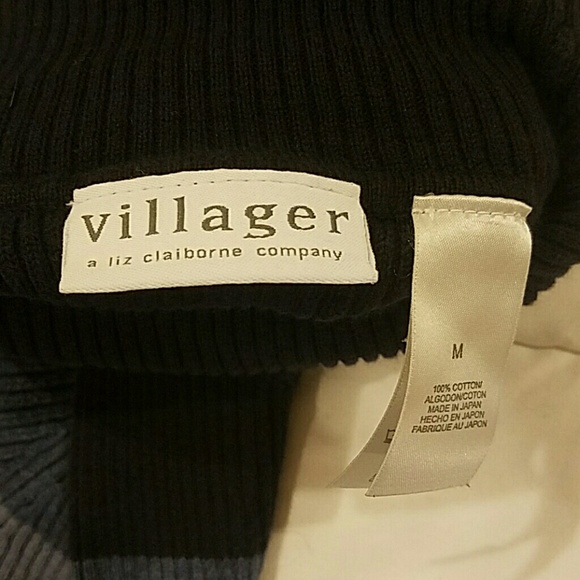 villager
a liz claiborne company
M
100% COTTON/
ALGODON/COTON
MADE IN JAPAN
HECHO EN JAPON
FABRIQUE AU JAPON